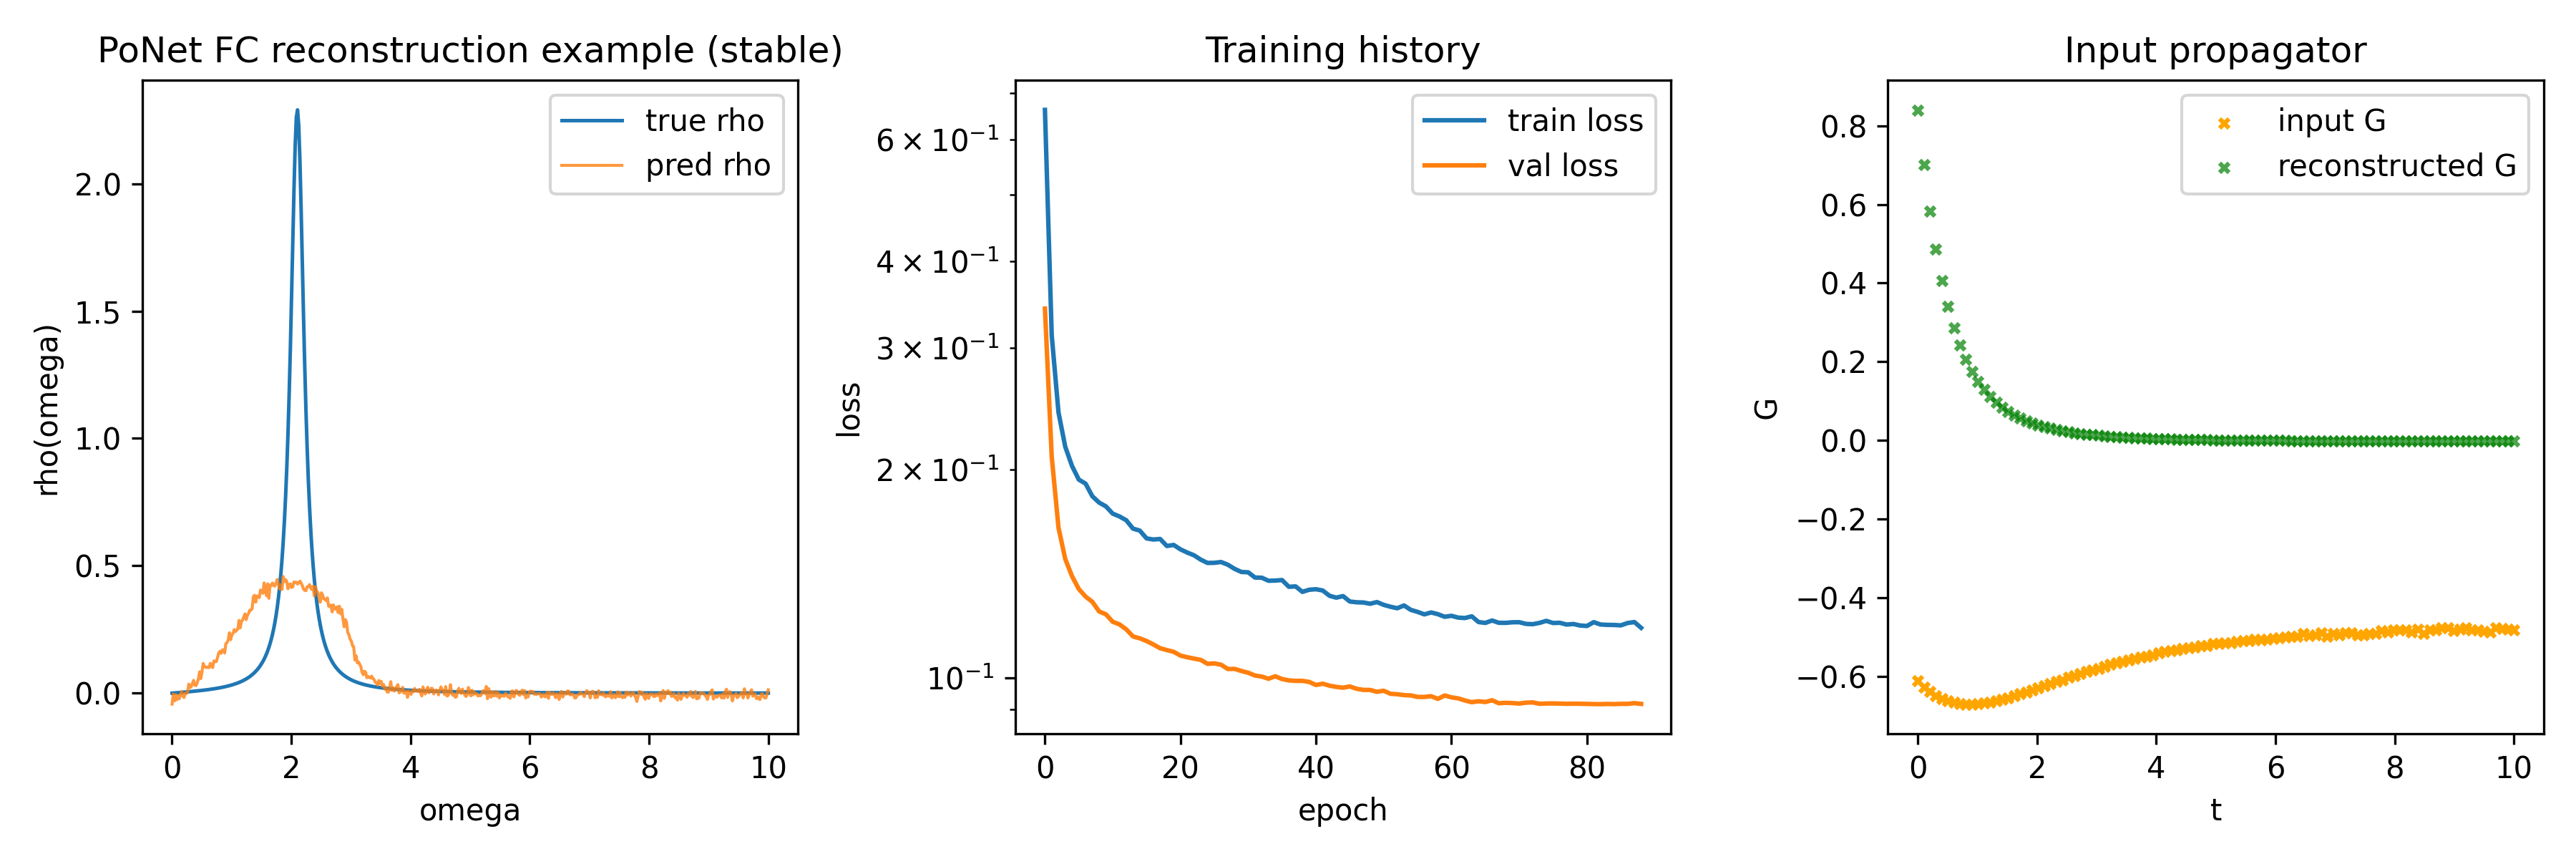 PoNet FC reconstruction example (stable)
true rho
pred rho
2.0
1.5
1.0
0.5
0.0
rho(omega)
0 2 4 6 8 10
omega
Training history
train loss
val loss
6 × 10⁻¹
4 × 10⁻¹
3 × 10⁻¹
2 × 10⁻¹
10⁻¹
loss
0 20 40 60 80
epoch
Input propagator
input G
reconstructed G
0.8
0.6
0.4
0.2
0.0
−0.2
−0.4
−0.6
G
0 2 4 6 8 10
t